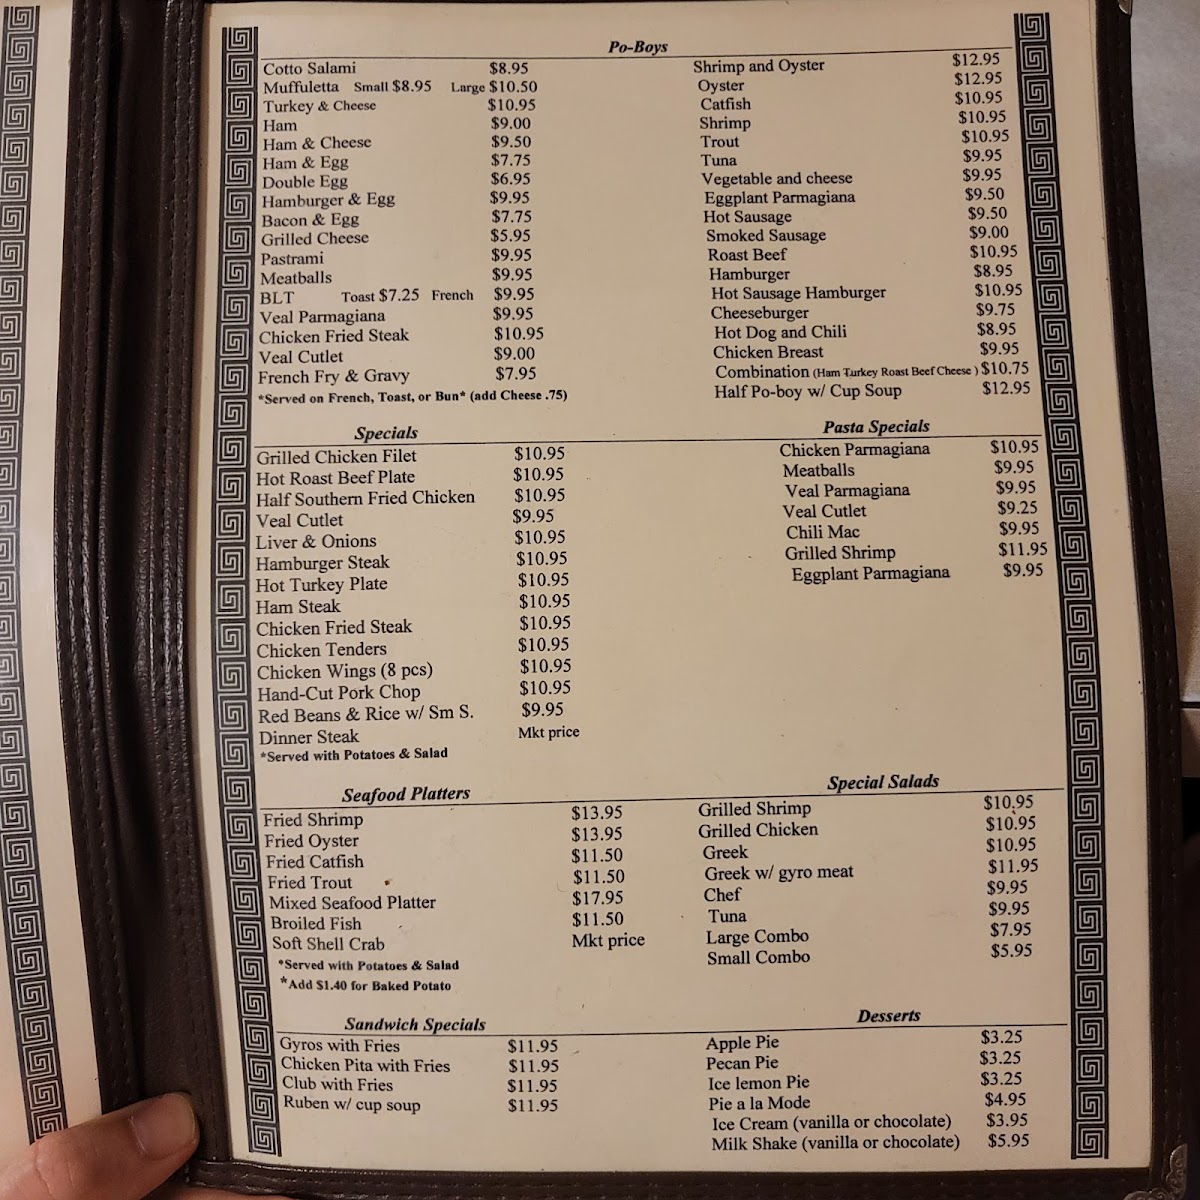 Po-Boys
Cotto Salami $8.95
Muffuletta Small $8.95 Large $10.50
Turkey & Cheese $10.95
Ham $9.00
Ham & Cheese $9.50
Ham & Egg $7.75
Double Egg $6.95
Hamburger & Egg $9.95
Bacon & Egg $7.75
Grilled Cheese $5.95
Pastrami $9.95
Meatballs $9.95
BLT Toast $7.25 French $9.95
Veal Parmagiana $9.95
Chicken Fried Steak $10.95
Veal Cutlet $9.00
French Fry & Gravy $7.95
*Served on French, Toast, or Bun* (add Cheese .75)
Shrimp and Oyster $12.95
Oyster $12.95
Catfish $10.95
Shrimp $10.95
Trout $10.95
Tuna $9.95
Vegetable and cheese $9.95
Eggplant Parmagiana $9.50
Hot Sausage $9.50
Smoked Sausage $9.00
Roast Beef $10.95
Hamburger $8.95
Hot Sausage Hamburger $10.95
Cheeseburger $9.75
Hot Dog and Chili $8.95
Chicken Breast $9.95
Combination (Ham Turkey Roast Beef Cheese ) $10.75
Half Po-boy w/ Cup Soup $12.95
Specials
Grilled Chicken Filet $10.95
Hot Roast Beef Plate $10.95
Half Southern Fried Chicken $10.95
Veal Cutlet $9.95
Liver & Onions $10.95
Hamburger Steak $10.95
Hot Turkey Plate $10.95
Ham Steak $10.95
Chicken Fried Steak $10.95
Chicken Tenders $10.95
Chicken Wings (8 pcs) $10.95
Hand-Cut Pork Chop $10.95
Red Beans & Rice w/ Sm S. $9.95
Dinner Steak Mkt price
*Served with Potatoes & Salad
Pasta Specials
Chicken Parmagiana $10.95
Meatballs $9.95
Veal Parmagiana $9.95
Veal Cutlet $9.25
Chili Mac $9.95
Grilled Shrimp $11.95
Eggplant Parmagiana $9.95
Seafood Platters
Fried Shrimp $13.95
Fried Oyster $13.95
Fried Catfish $11.50
Fried Trout $11.50
Mixed Seafood Platter $17.95
Broiled Fish $11.50
Soft Shell Crab Mkt price
*Served with Potatoes & Salad
*Add $1.40 for Baked Potato
Special Salads
Grilled Shrimp $10.95
Grilled Chicken $10.95
Greek $10.95
Greek w/ gyro meat $11.95
Chef $9.95
Tuna $9.95
Large Combo $7.95
Small Combo $5.95
Sandwich Specials
Gyros with Fries $11.95
Chicken Pita with Fries $11.95
Club with Fries $11.95
Ruben w/ cup soup $11.95
Desserts
Apple Pie $3.25
Pecan Pie $3.25
Ice lemon Pie $3.25
Pie a la Mode $4.95
Ice Cream (vanilla or chocolate) $3.95
Milk Shake (vanilla or chocolate) $5.95